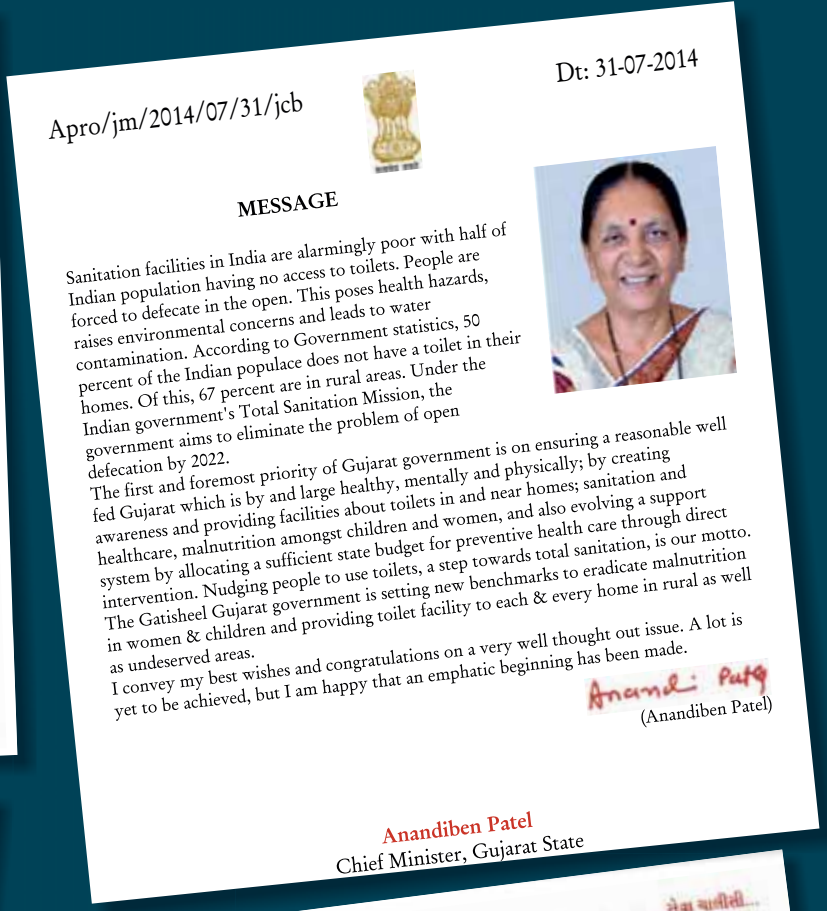 Apro/jm/2014/07/31/jcb
Dt: 31-07-2014
MESSAGE
Sanitation facilities in India are alarmingly poor with half of
Indian population having no access to toilets. People are
forced to defecate in the open. This poses health hazards,
raises environmental concerns and leads to water
contamination. According to Government statistics, 50
percent of the Indian populace does not have a toilet in their
homes. Of this, 67 percent are in rural areas. Under the
Indian government's Total Sanitation Mission, the
government aims to eliminate the problem of open
defecation by 2022.
The first and foremost priority of Gujarat government is on ensuring a reasonable well
fed Gujarat which is by and large healthy, mentally and physically; by creating
awareness and providing facilities about toilets in and near homes; sanitation and
healthcare, malnutrition amongst children and women, and also evolving a support
system by allocating a sufficient state budget for preventive health care through direct
intervention. Nudging people to use toilets, a step towards total sanitation, is our motto.
The Gatisheel Gujarat government is setting new benchmarks to eradicate malnutrition
in women & children and providing toilet facility to each & every home in rural as well
as undeserved areas.
I convey my best wishes and congratulations on a very well thought out issue. A lot is
yet to be achieved, but I am happy that an emphatic beginning has been made.
Anandi Patel
(Anandiben Patel)
Anandiben Patel
Chief Minister, Gujarat State